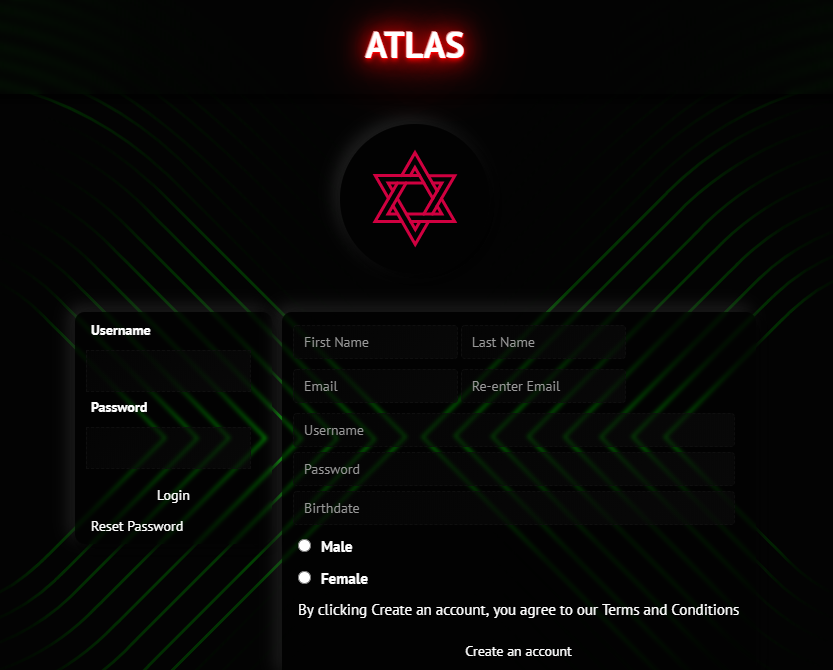 ATLAS
Username
Password
Login
Reset Password
First Name Last Name
Email Re-enter Email
Username
Password
Birthdate
Male
Female
By clicking Create an account, you agree to our Terms and Conditions
Create an account